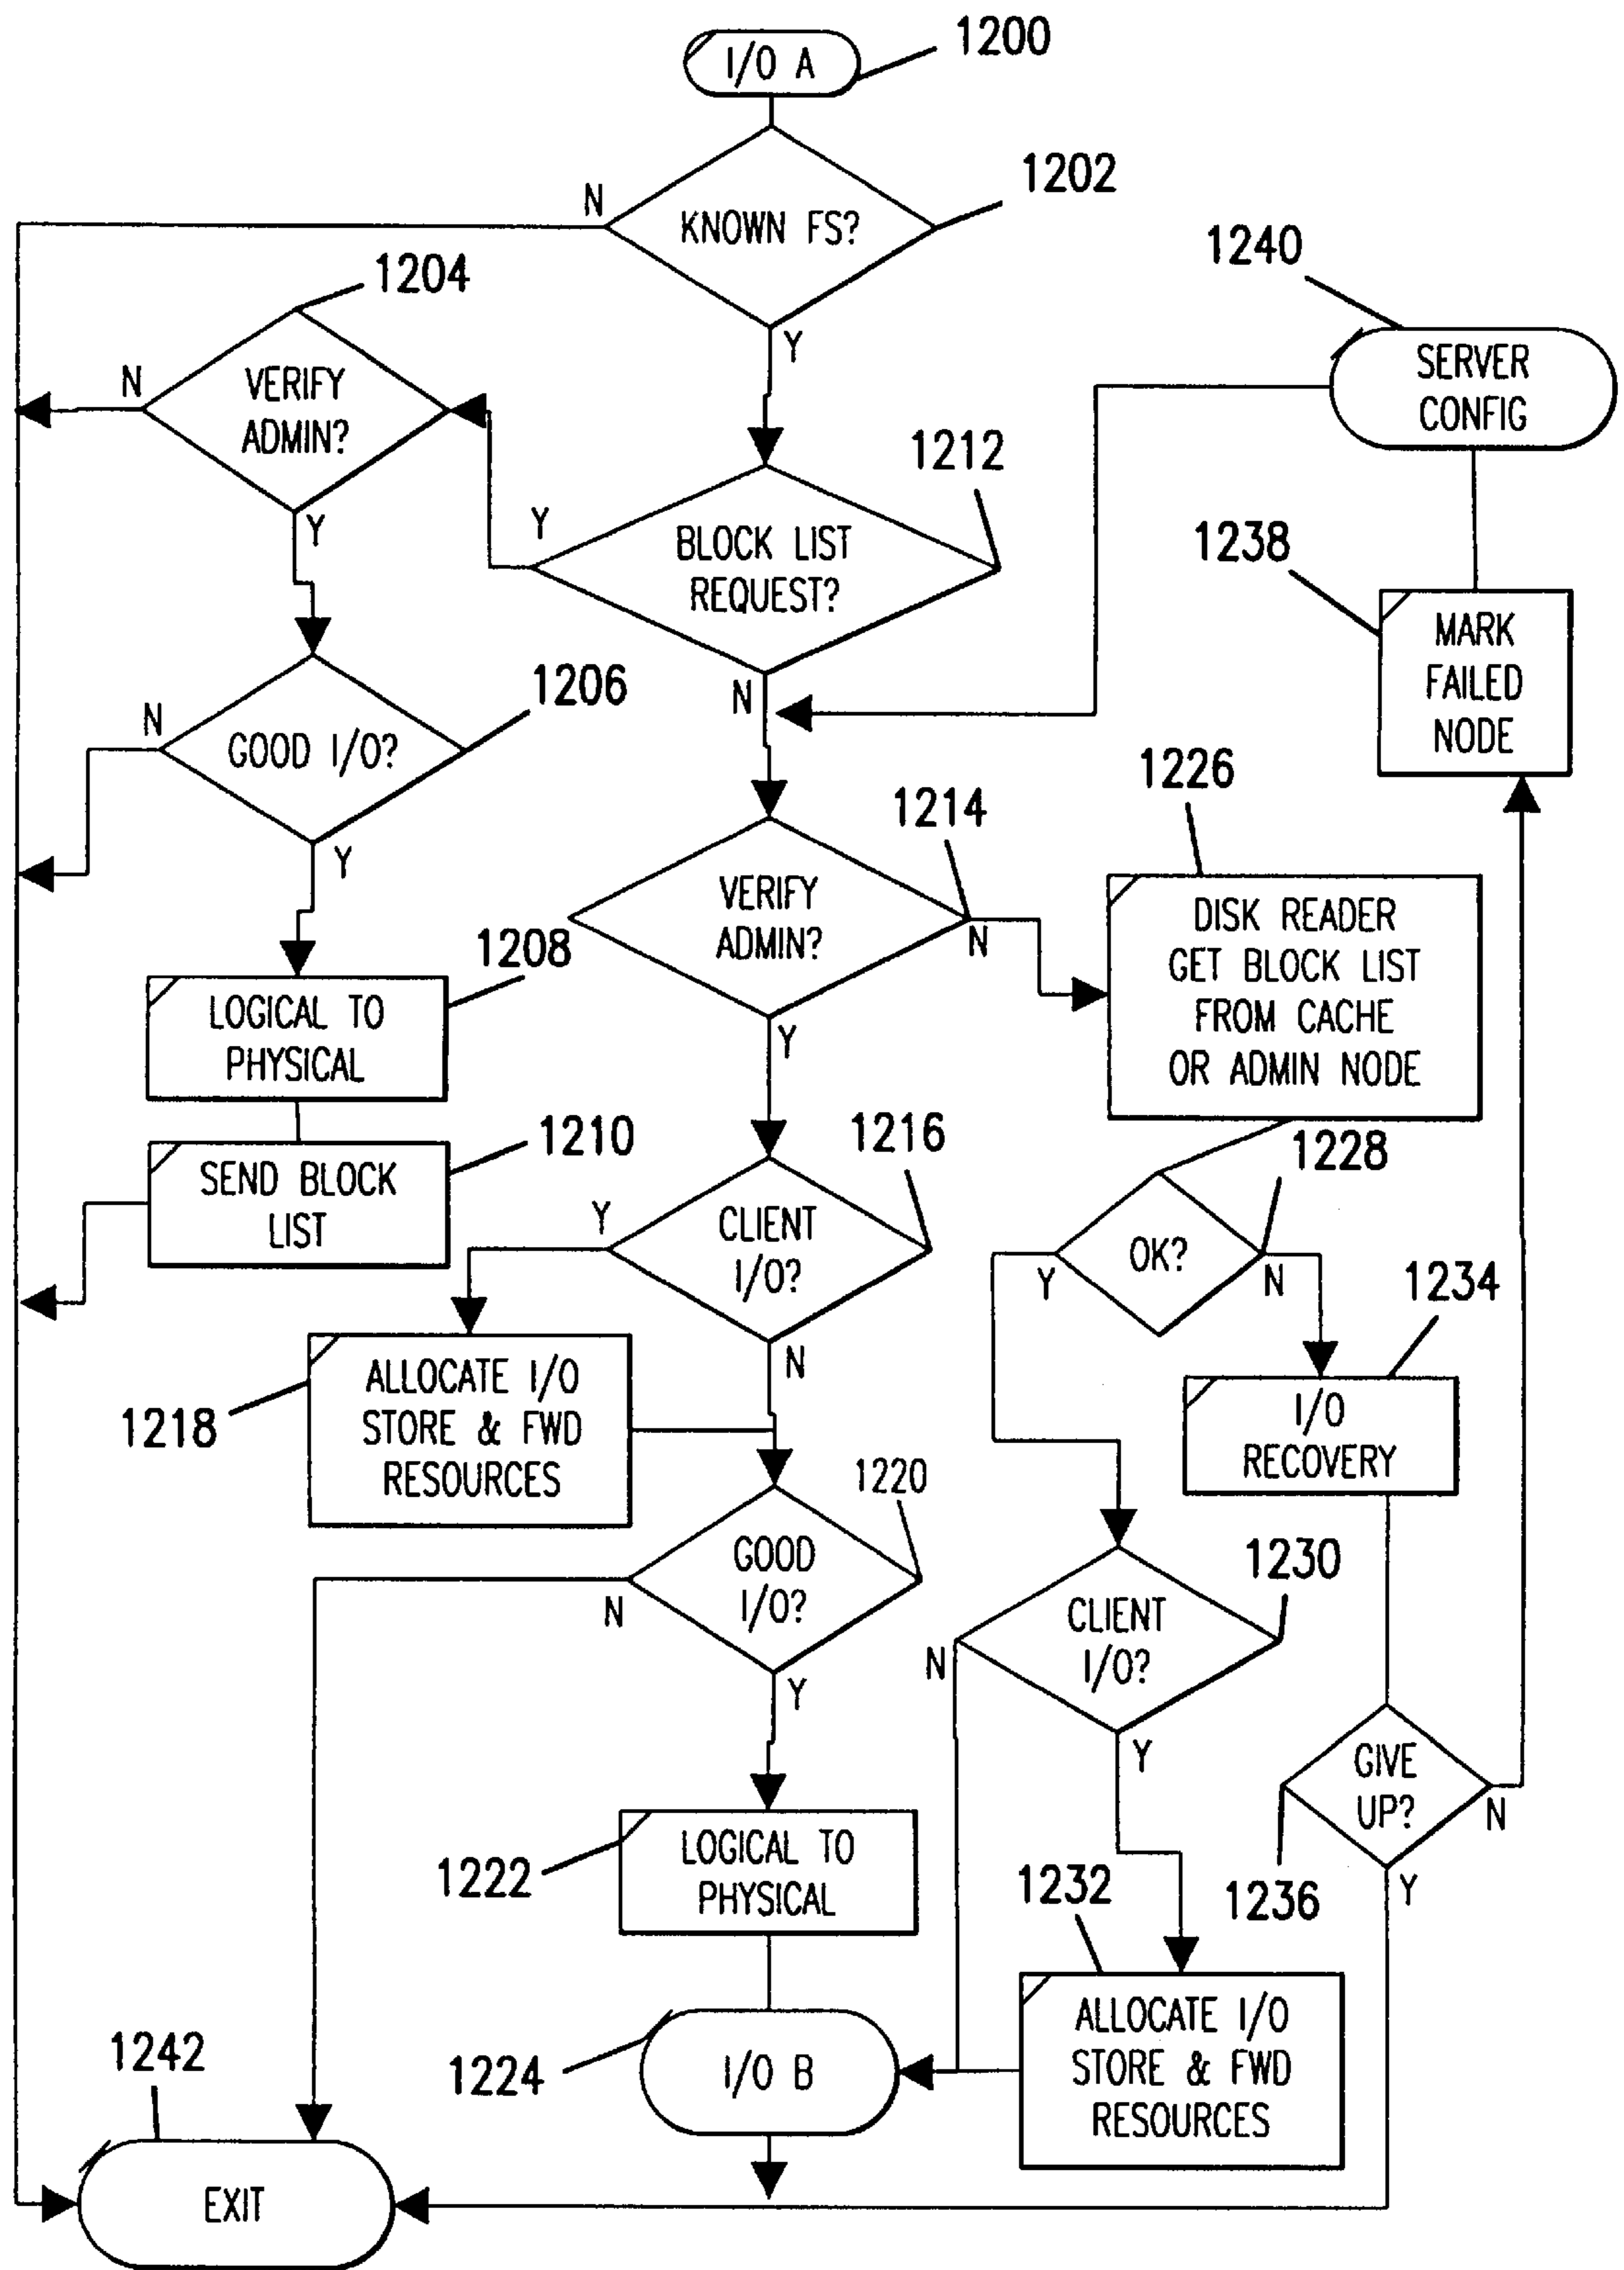 I/O A
1200
KNOWN FS?
1202
N
Y
1204
VERIFY
ADMIN?
N
Y
1240
SERVER
CONFIG
1212
BLOCK LIST
REQUEST?
Y
N
1238
MARK
FAILED
NODE
1206
GOOD I/O?
N
Y
1214
VERIFY
ADMIN?
N
Y
1226
DISK READER
GET BLOCK LIST
FROM CACHE
OR ADMIN NODE
1208
LOGICAL TO
PHYSICAL
1210
SEND BLOCK
LIST
1216
CLIENT
I/O?
Y
N
1228
OK?
Y
N
1218
ALLOCATE I/O
STORE & FWD
RESOURCES
1234
I/O
RECOVERY
1220
GOOD
I/O?
N
Y
1230
CLIENT
I/O?
N
Y
GIVE
UP?
N
Y
1236
1222
LOGICAL TO
PHYSICAL
1232
ALLOCATE I/O
STORE & FWD
RESOURCES
1224
I/O B
1242
EXIT